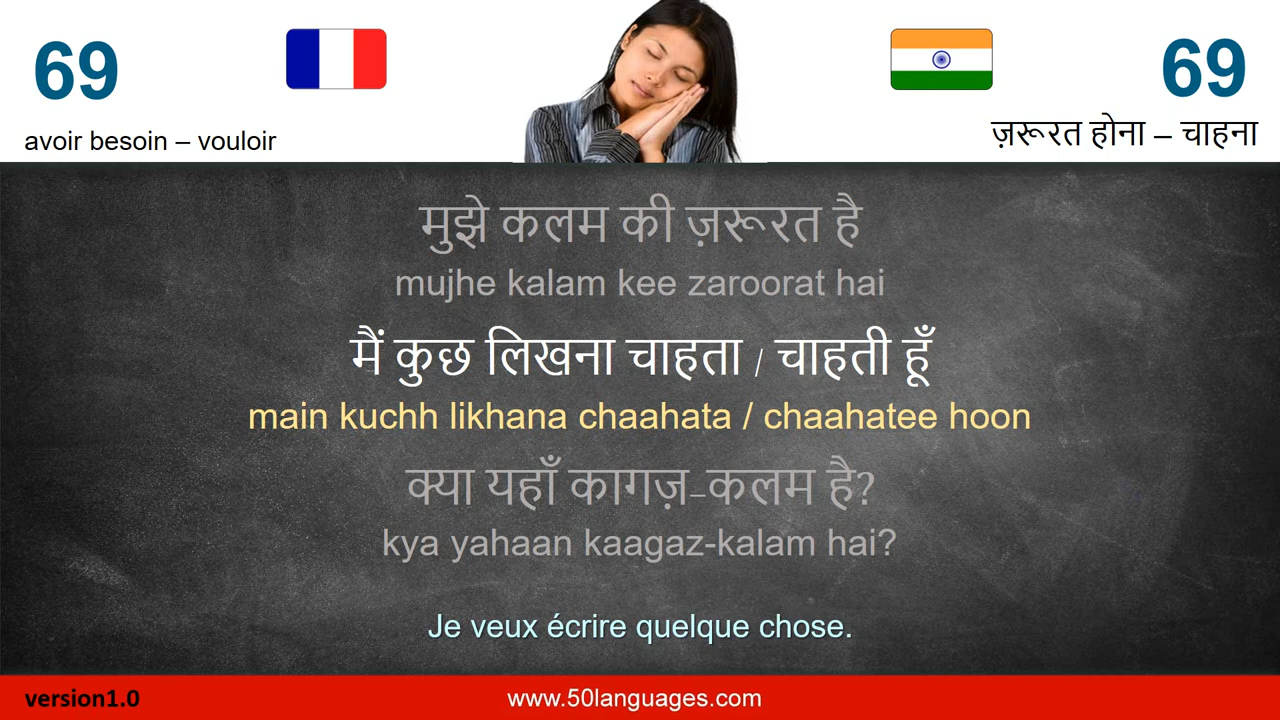 69
69
avoir besoin – vouloir
ज़रूरत होना – चाहना
मुझे कलम की ज़रूरत है
mujhe kalam kee zaroorat hai
मैं कुछ लिखना चाहता / चाहती हूँ
main kuchh likhana chaahata / chaahatee hoon
क्या यहाँ कागज़-कलम है?
kya yahaan kaagaz-kalam hai?
Je veux écrire quelque chose.
version1.0
www.50languages.com